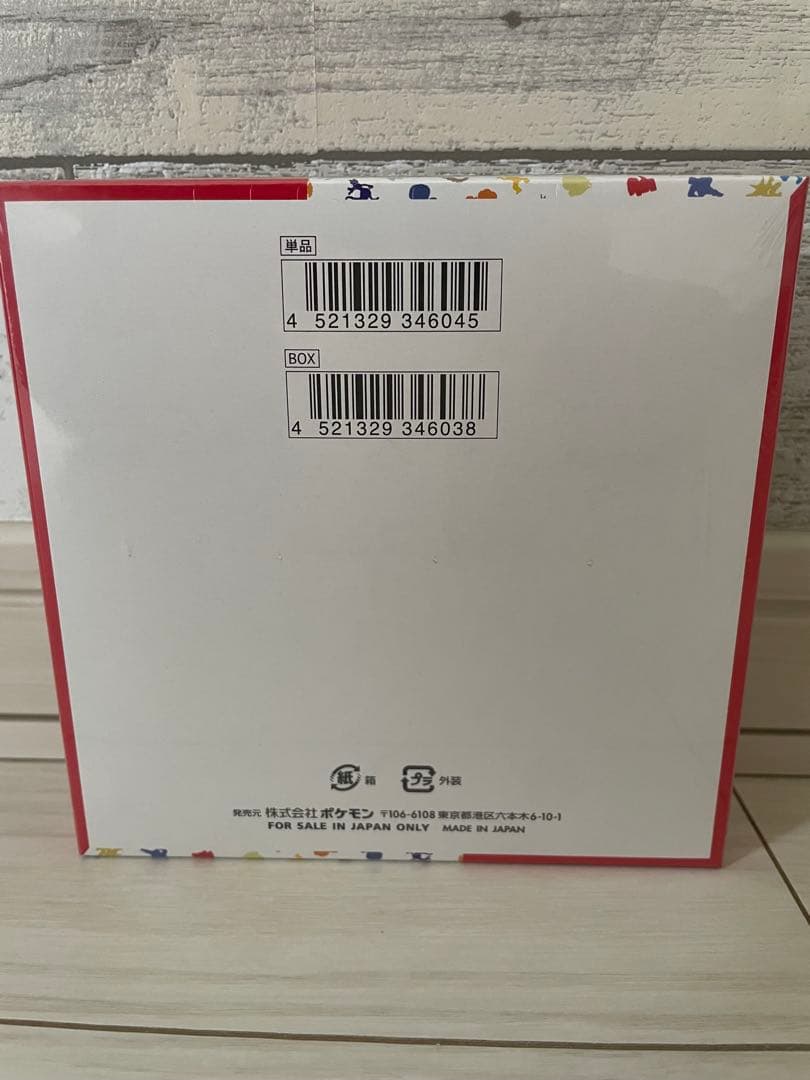 単品
4 521329 346045
BOX
4 521329 346038
紙 箱 プラ 外装
発売元 株式会社 ポケモン 〒106-6108 東京都港区六本木6-10-1
FOR SALE IN JAPAN ONLY MADE IN JAPAN